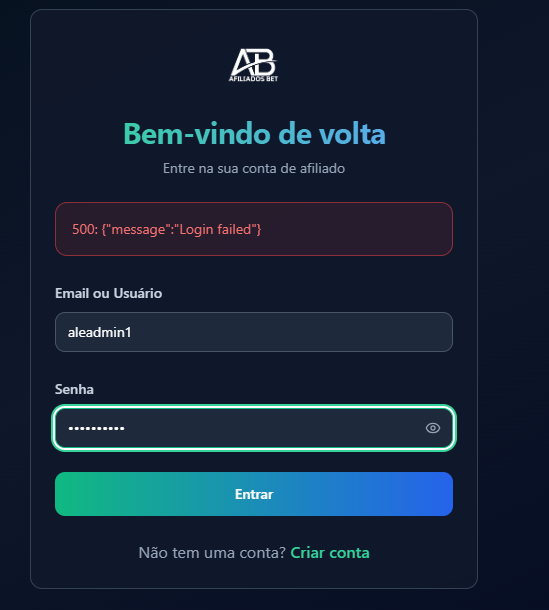 AB
AFILIADOS BET
Bem-vindo de volta
Entre na sua conta de afiliado
500: {"message":"Login failed"}
Email ou Usuário
aleadmin1
Senha
••••••••••
Entrar
Não tem uma conta? Criar conta